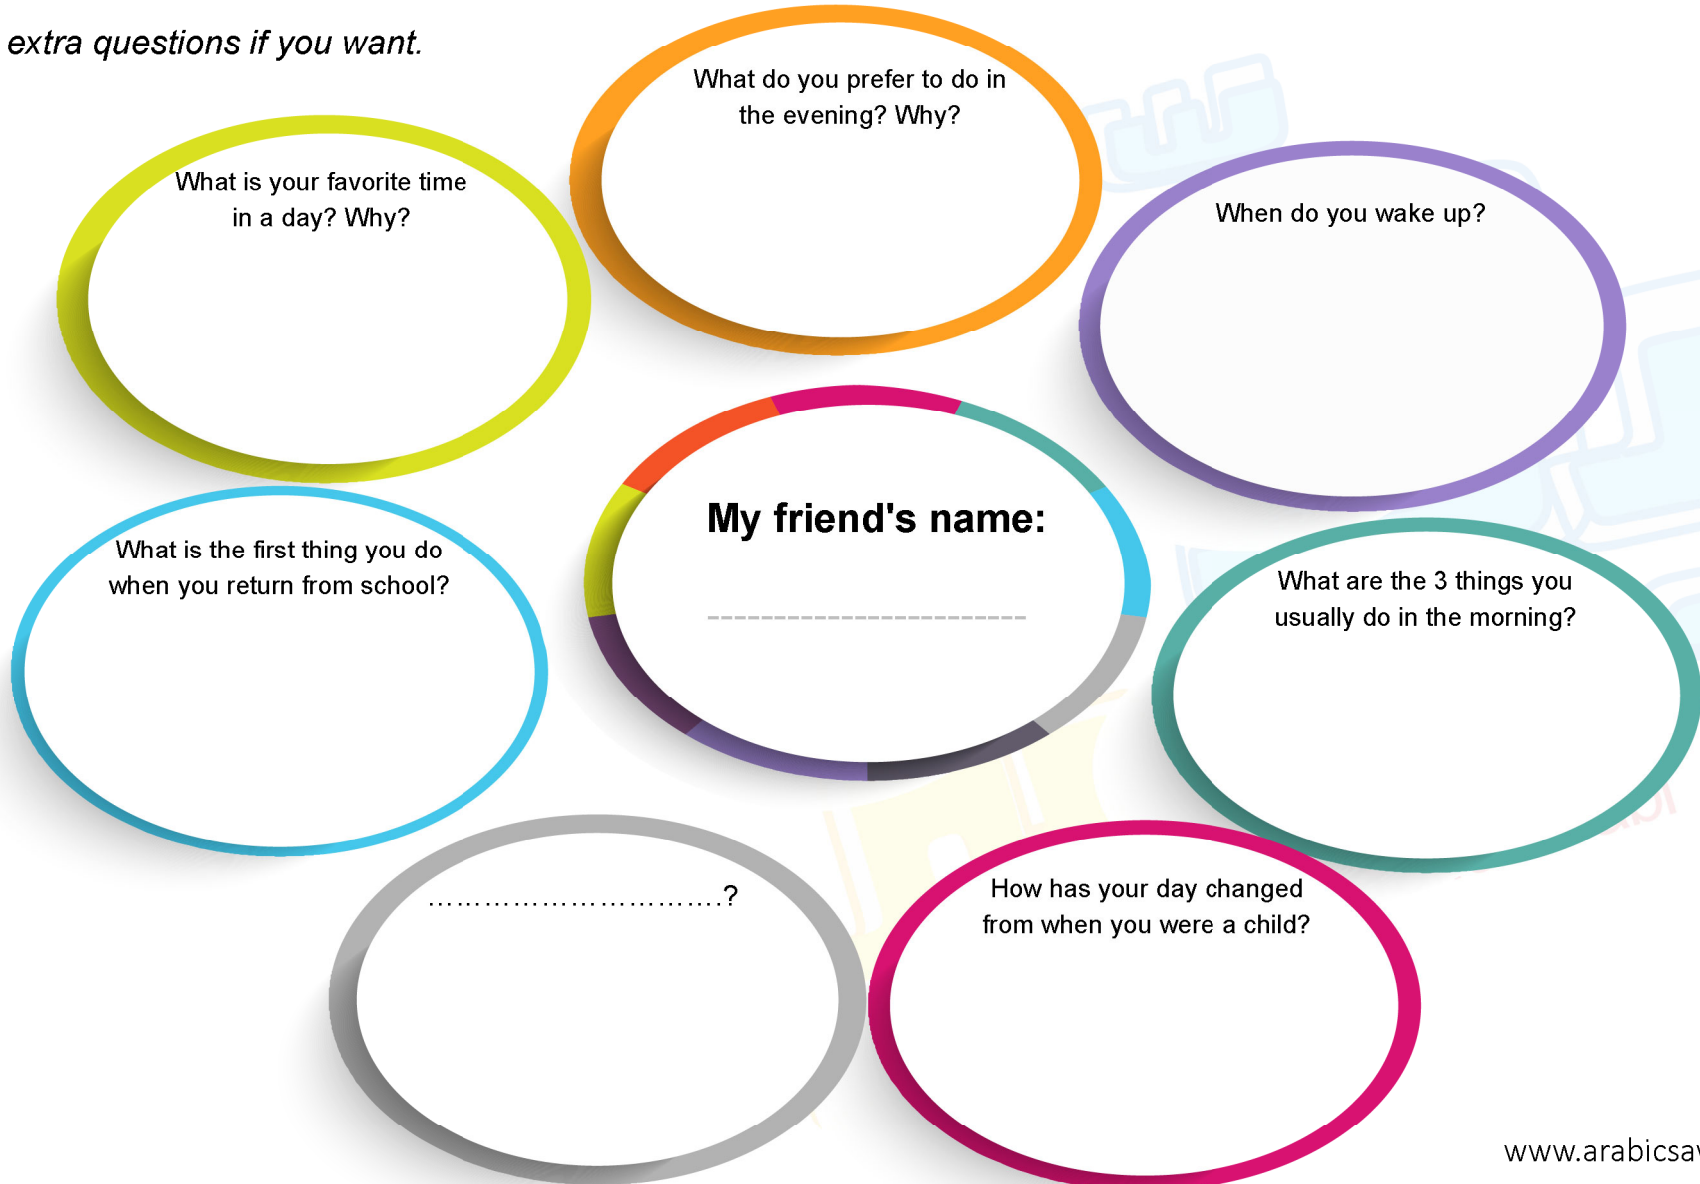 extra questions if you want.
What do you prefer to do in
the evening? Why?
What is your favorite time
in a day? Why?
When do you wake up?
My friend's name:
What is the first thing you do
when you return from school?
What are the 3 things you
usually do in the morning?
………………………….?
How has your day changed
from when you were a child?
www.arabicsav